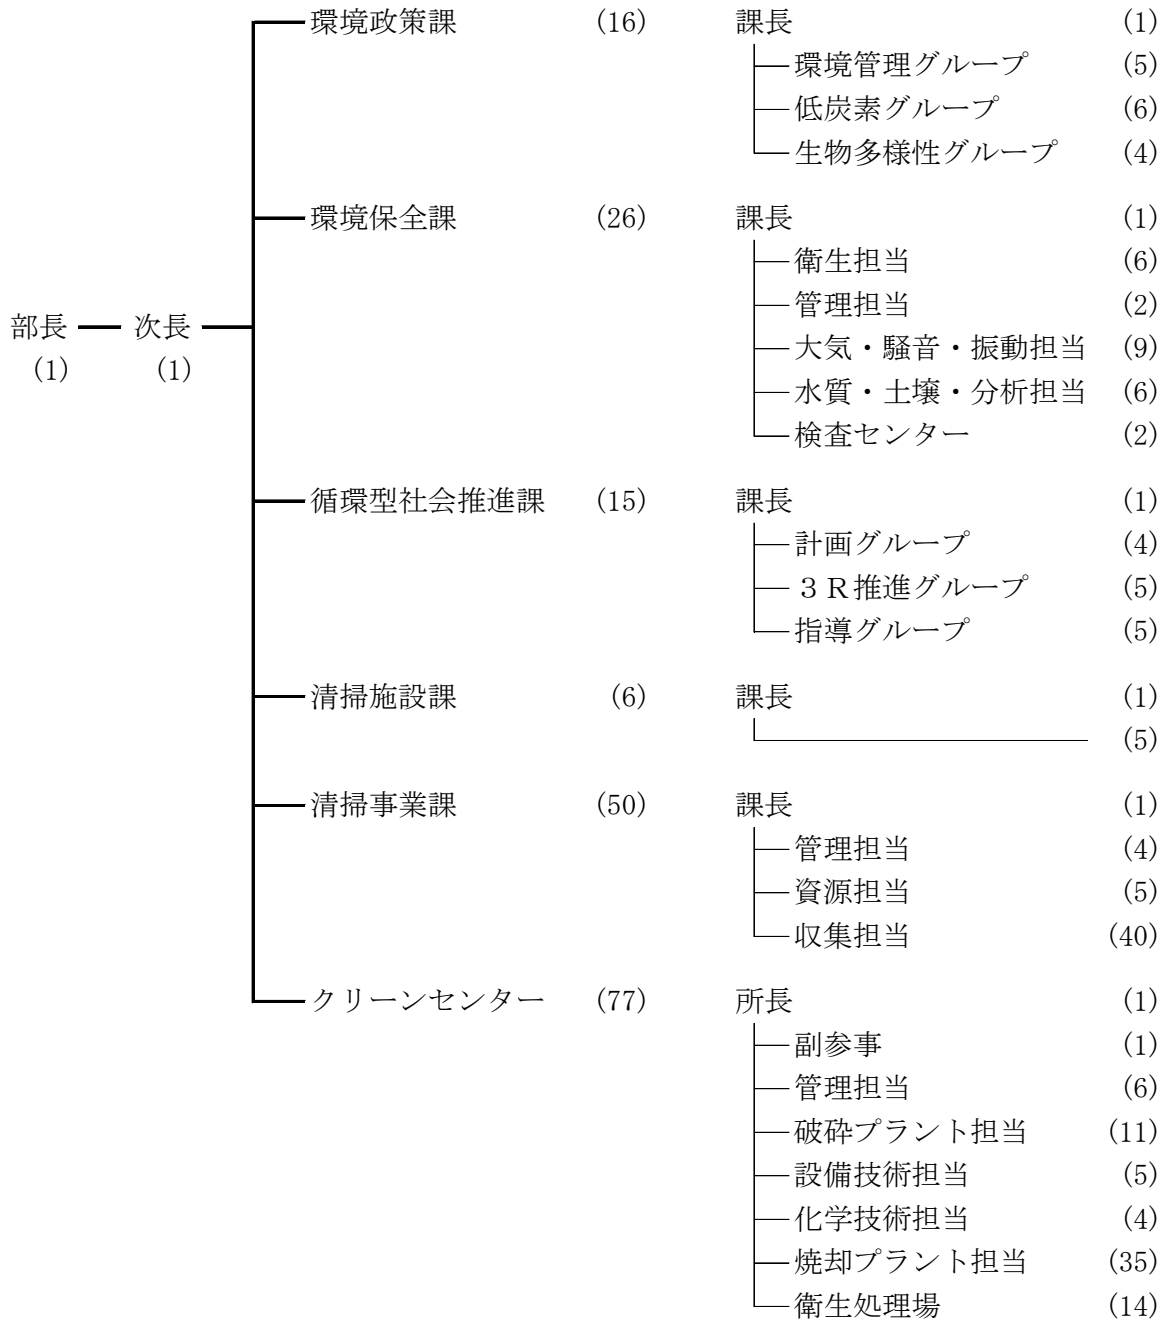 環境政策課 (16) 課長 (1)
環境管理グループ (5)
低炭素グループ (6)
生物多様性グループ (4)
環境保全課 (26) 課長 (1)
衛生担当 (6)
管理担当 (2)
部長 次長
(1) (1)
大気・騒音・振動担当 (9)
水質・土壌・分析担当 (6)
検査センター (2)
循環型社会推進課 (15) 課長 (1)
計画グループ (4)
３Ｒ推進グループ (5)
指導グループ (5)
清掃施設課 (6) 課長 (1)
(5)
清掃事業課 (50) 課長 (1)
管理担当 (4)
資源担当 (5)
収集担当 (40)
クリーンセンター (77) 所長 (1)
副参事 (1)
管理担当 (6)
破砕プラント担当 (11)
設備技術担当 (5)
化学技術担当 (4)
焼却プラント担当 (35)
衛生処理場 (14)